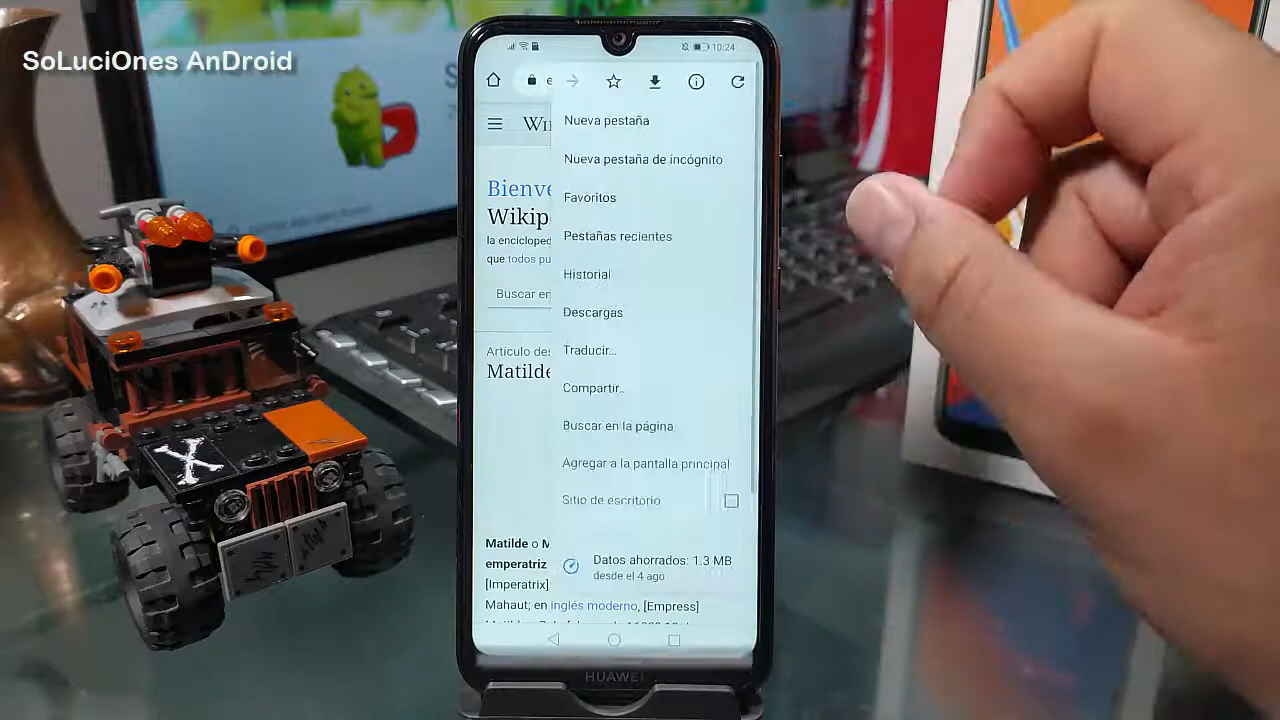 SoLuciOnes AnDroid
10:24
e
Nueva pestaña
Wi
Nueva pestaña de incógnito
Bienve
Favoritos
Wikip
Pestañas recientes
la encicloped
que todos pu
Historial
Buscar en
Descargas
Traducir...
Artículo des
Matilde
Compartir...
Buscar en la página
Agregar a la pantalla principal
Sitio de escritorio
Matilde o M
Datos ahorrados: 1.3 MB
emperatriz
desde el 4 ago
[Imperatrix]
Mahaut; en inglés moderno, [Empress]
HUAWEI